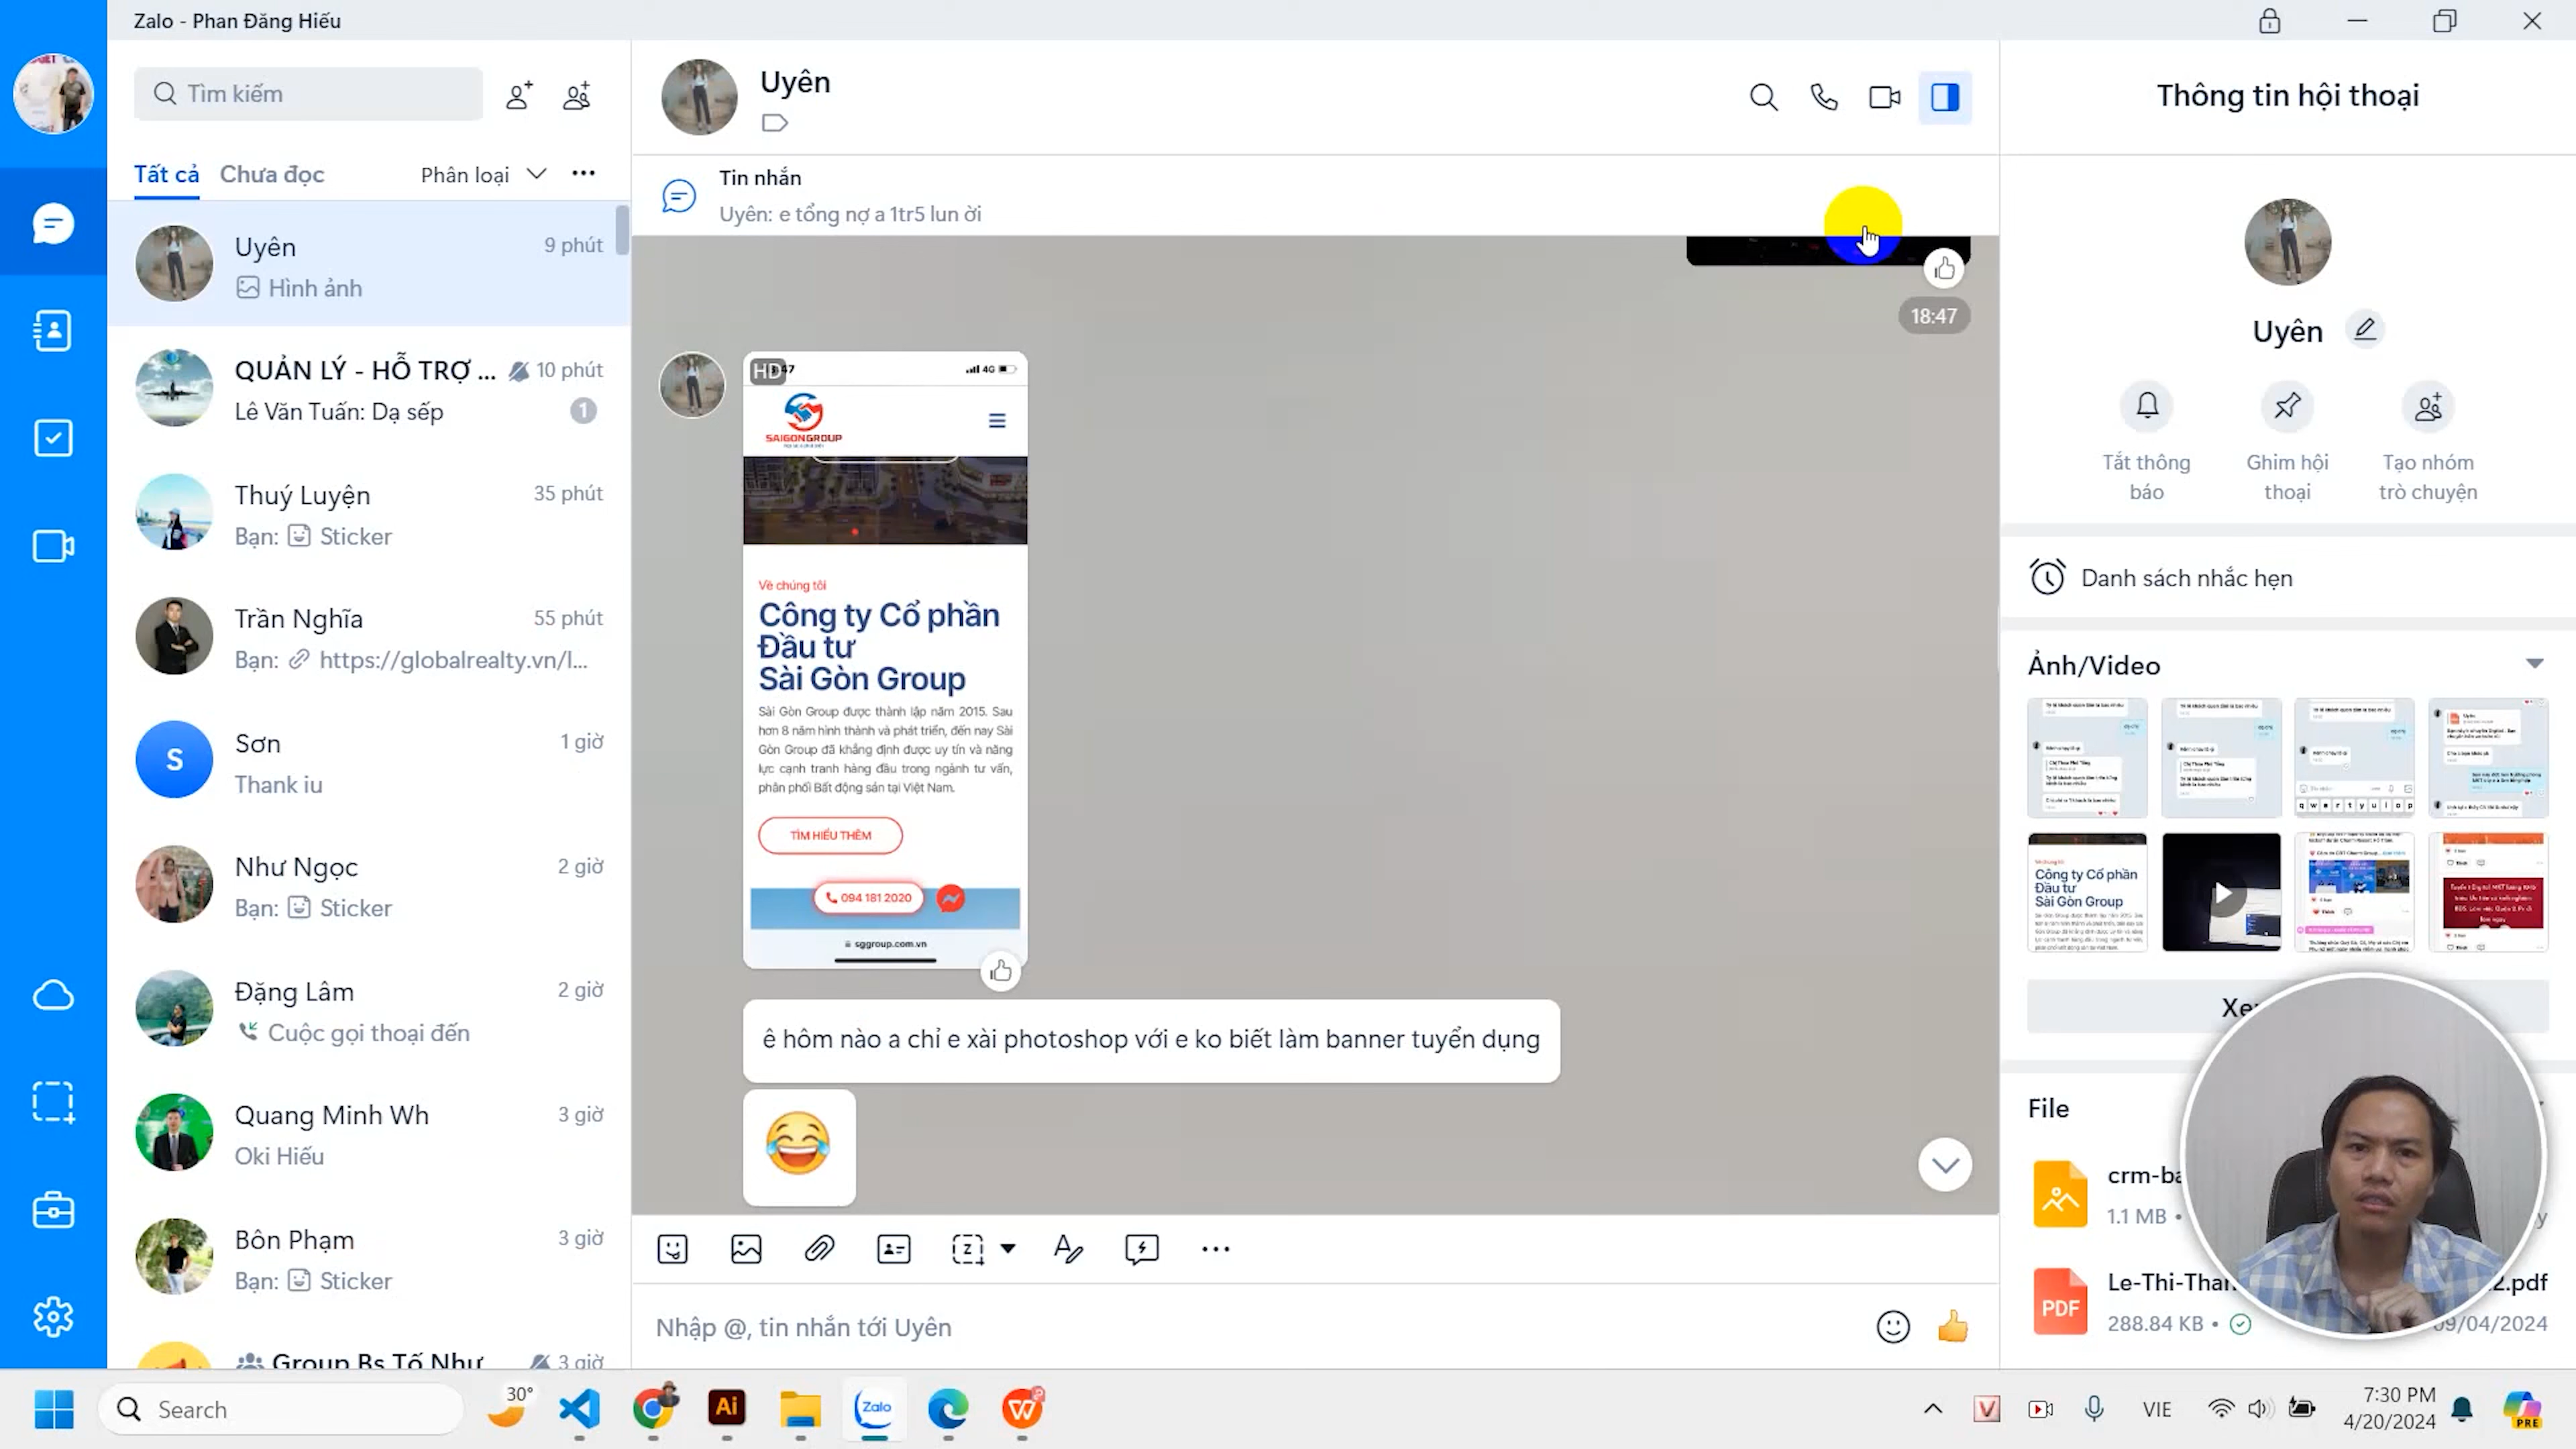 Zalo - Phan Đăng Hiếu
Tìm kiếm
Tất cả
Chưa đọc
Phân loại
Uyên
9 phút
Hình ảnh
QUẢN LÝ - HỖ TRỢ ...
10 phút
Lê Văn Tuấn: Dạ sếp
1
Thuý Luyện
35 phút
Bạn: Sticker
Trần Nghĩa
55 phút
Bạn: https://globalrealty.vn/l...
S
Sơn
1 giờ
Thank iu
Như Ngọc
2 giờ
Bạn: Sticker
Đặng Lâm
2 giờ
Cuộc gọi thoại đến
Quang Minh Wh
3 giờ
Oki Hiếu
Bôn Phạm
3 giờ
Bạn: Sticker
Group Bs Tố Như
3 giờ
Uyên
Tin nhắn
Uyên: e tổng nợ a 1tr5 lun ời
18:47
HD
47
4G
SAIGONGROUP
Về chúng tôi
Công ty Cổ phần
Đầu tư
Sài Gòn Group
Sài Gòn Group được thành lập năm 2015. Sau
hơn 8 năm hình thành và phát triển, đến nay Sài
Gòn Group đã khẳng định được uy tín và năng
lực cạnh tranh hàng đầu trong ngành tư vấn,
phân phối Bất động sản tại Việt Nam.
TÌM HIỂU THÊM
094 181 2020
sggroup.com.vn
ê hôm nào a chỉ e xài photoshop với e ko biết làm banner tuyển dụng
Nhập @, tin nhắn tới Uyên
Thông tin hội thoại
Uyên
Tắt thông
báo
Ghim hội
thoại
Tạo nhóm
trò chuyện
Danh sách nhắc hẹn
Ảnh/Video
Công ty Cổ phần
Đầu tư
Sài Gòn Group
File
1.1 MB
PDF
2.pdf
288.84 KB
09/04/2024
Search
30°
Ai
Zalo
VIE
7:30 PM
4/20/2024
PRE